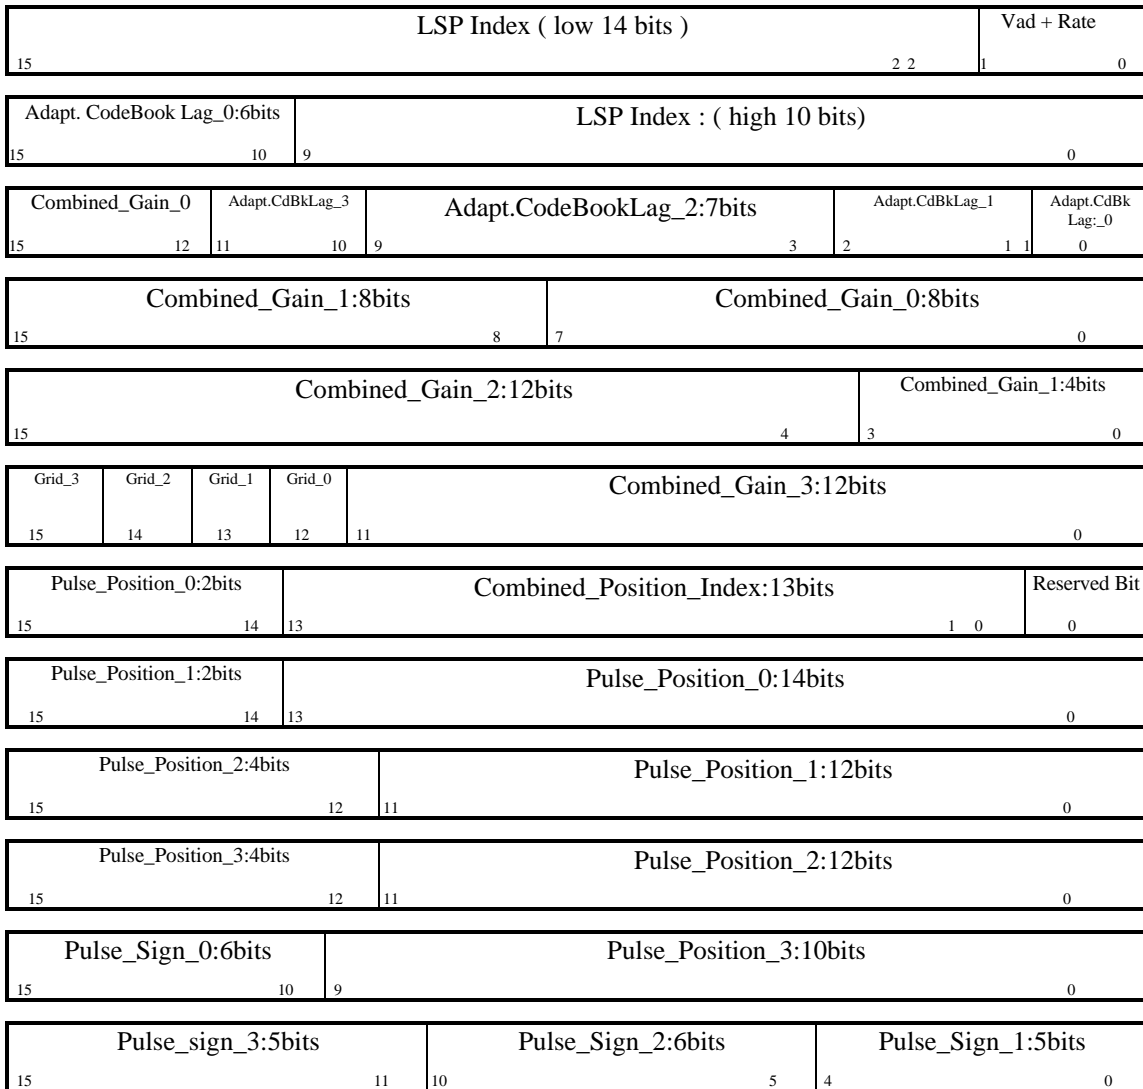 LSP Index ( low 14 bits ) Vad + Rate
15 2 2 1 0
Adapt. CodeBook Lag_0:6bits LSP Index : ( high 10 bits)
15 10 9 0
Combined_Gain_0 Adapt.CdBkLag_3 Adapt.CodeBookLag_2:7bits Adapt.CdBkLag_1 Adapt.CdBk
Lag:_0
15 12 11 10 9 3 2 1 1 0
Combined_Gain_1:8bits Combined_Gain_0:8bits
15 8 7 0
Combined_Gain_2:12bits Combined_Gain_1:4bits
15 4 3 0
Grid_3 Grid_2 Grid_1 Grid_0 Combined_Gain_3:12bits
15 14 13 12 11 0
Pulse_Position_0:2bits Combined_Position_Index:13bits Reserved Bit
15 14 13 1 0 0
Pulse_Position_1:2bits Pulse_Position_0:14bits
15 14 13 0
Pulse_Position_2:4bits Pulse_Position_1:12bits
15 12 11 0
Pulse_Position_3:4bits Pulse_Position_2:12bits
15 12 11 0
Pulse_Sign_0:6bits Pulse_Position_3:10bits
15 10 9 0
Pulse_sign_3:5bits Pulse_Sign_2:6bits Pulse_Sign_1:5bits
15 11 10 5 4 0